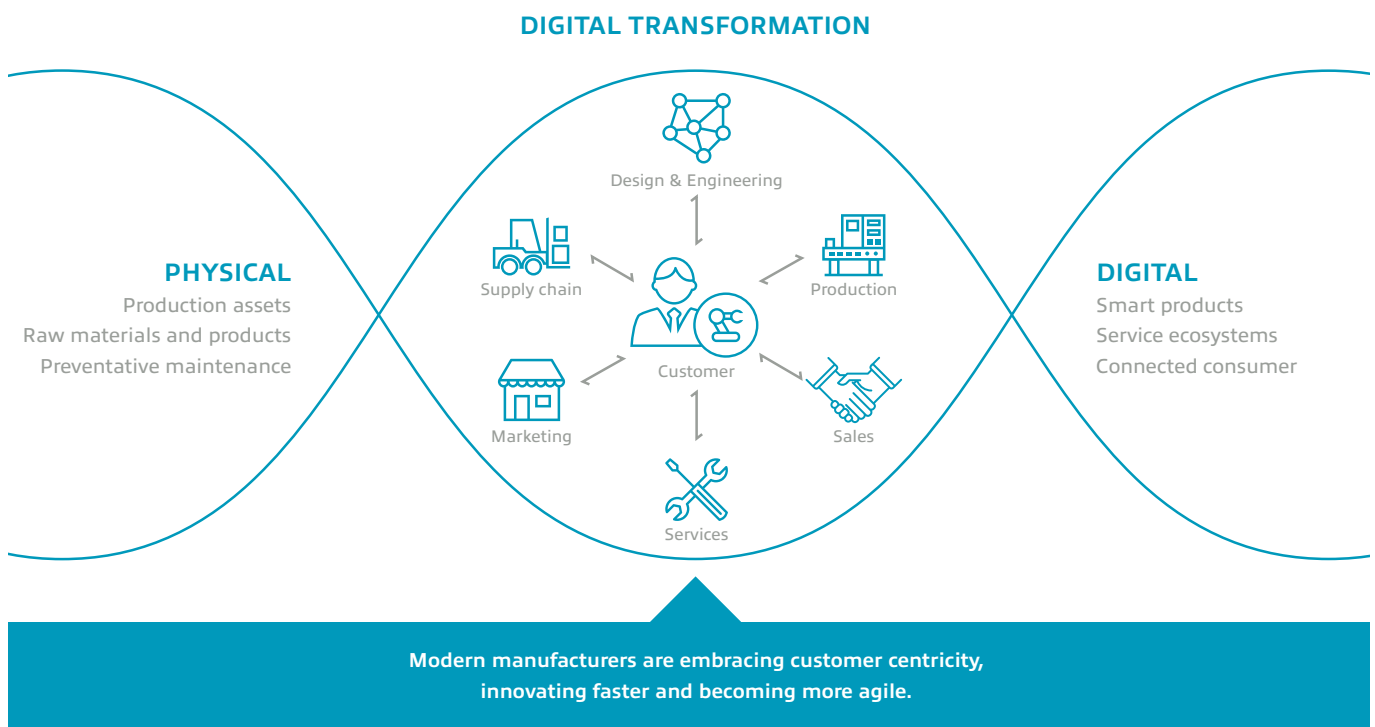 DIGITAL TRANSFORMATION
Design & Engineering
Supply chain
Production
PHYSICAL
Production assets
Raw materials and products
Preventative maintenance
Customer
DIGITAL
Smart products
Service ecosystems
Connected consumer
Marketing
Sales
Services
Modern manufacturers are embracing customer centricity,
innovating faster and becoming more agile.